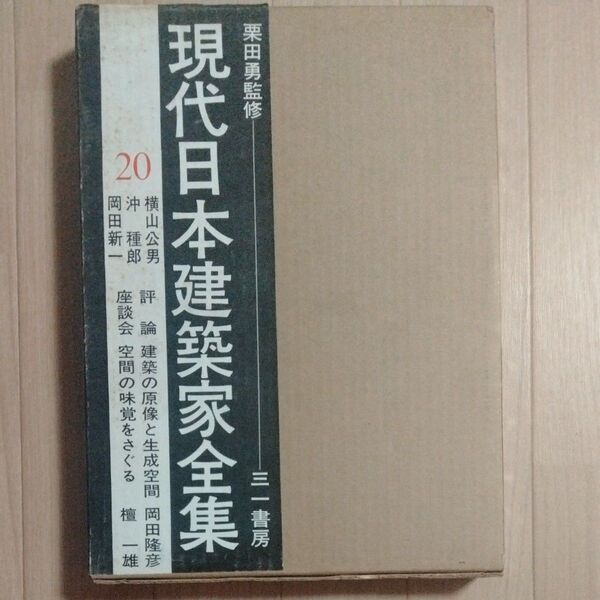 栗田勇監修
三一書房
現代日本建築家全集
20
横山公男
沖種郎
岡田新一
評論 建築の原像と生成空間 岡田隆彦
座談会 空間の味覚をさぐる 檀一雄